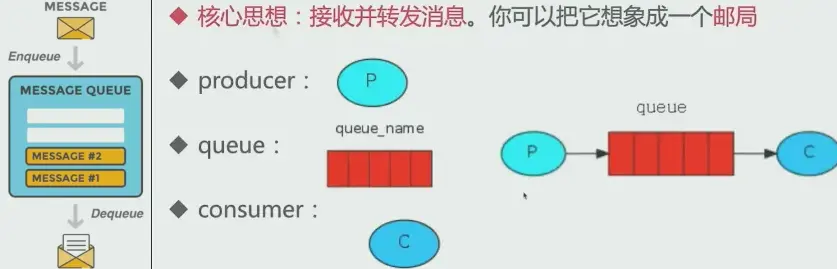 MESSAGE
Enqueue
MESSAGE QUEUE
MESSAGE #2
MESSAGE #1
Dequeue
◆ 核心思想：接收并转发消息。你可以把它想象成一个邮局
◆ producer：
P
◆ queue：
queue_name
◆ consumer：
C
queue
P
C